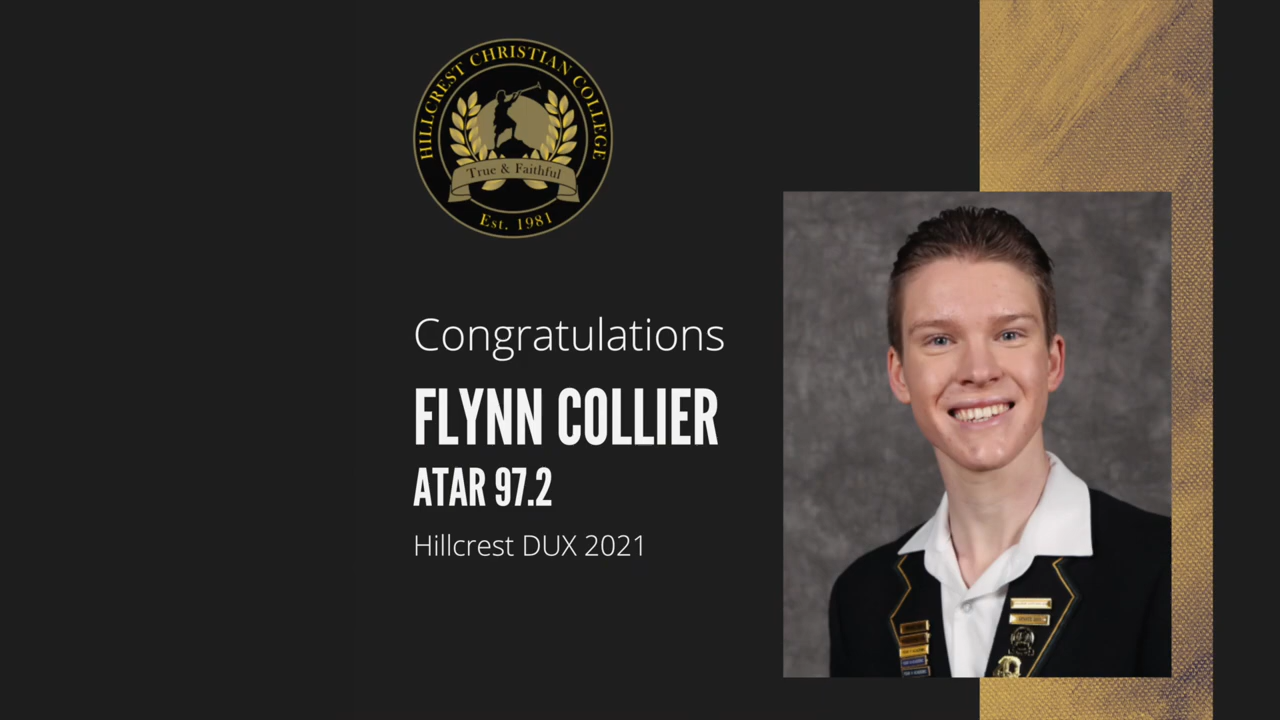 HILLCREST CHRISTIAN COLLEGE
True & Faithful
Est. 1981
Congratulations
FLYNN COLLIER
ATAR 97.2
Hillcrest DUX 2021